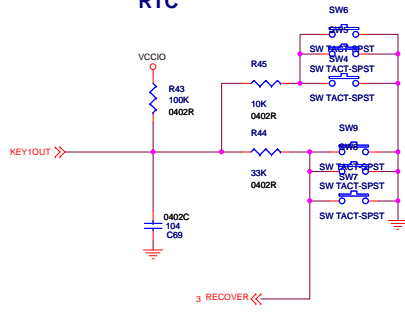 RTC
SW6
SW5
SW TACT-SPST
SW4
SW TACT-SPST
SW TACT-SPST
VCCIO
R43
100K
0402R
R45
10K
0402R
R44
33K
0402R
KEY1OUT
SW9
SW8
SW TACT-SPST
SW7
SW TACT-SPST
SW TACT-SPST
0402C
104
C69
3 RECOVER